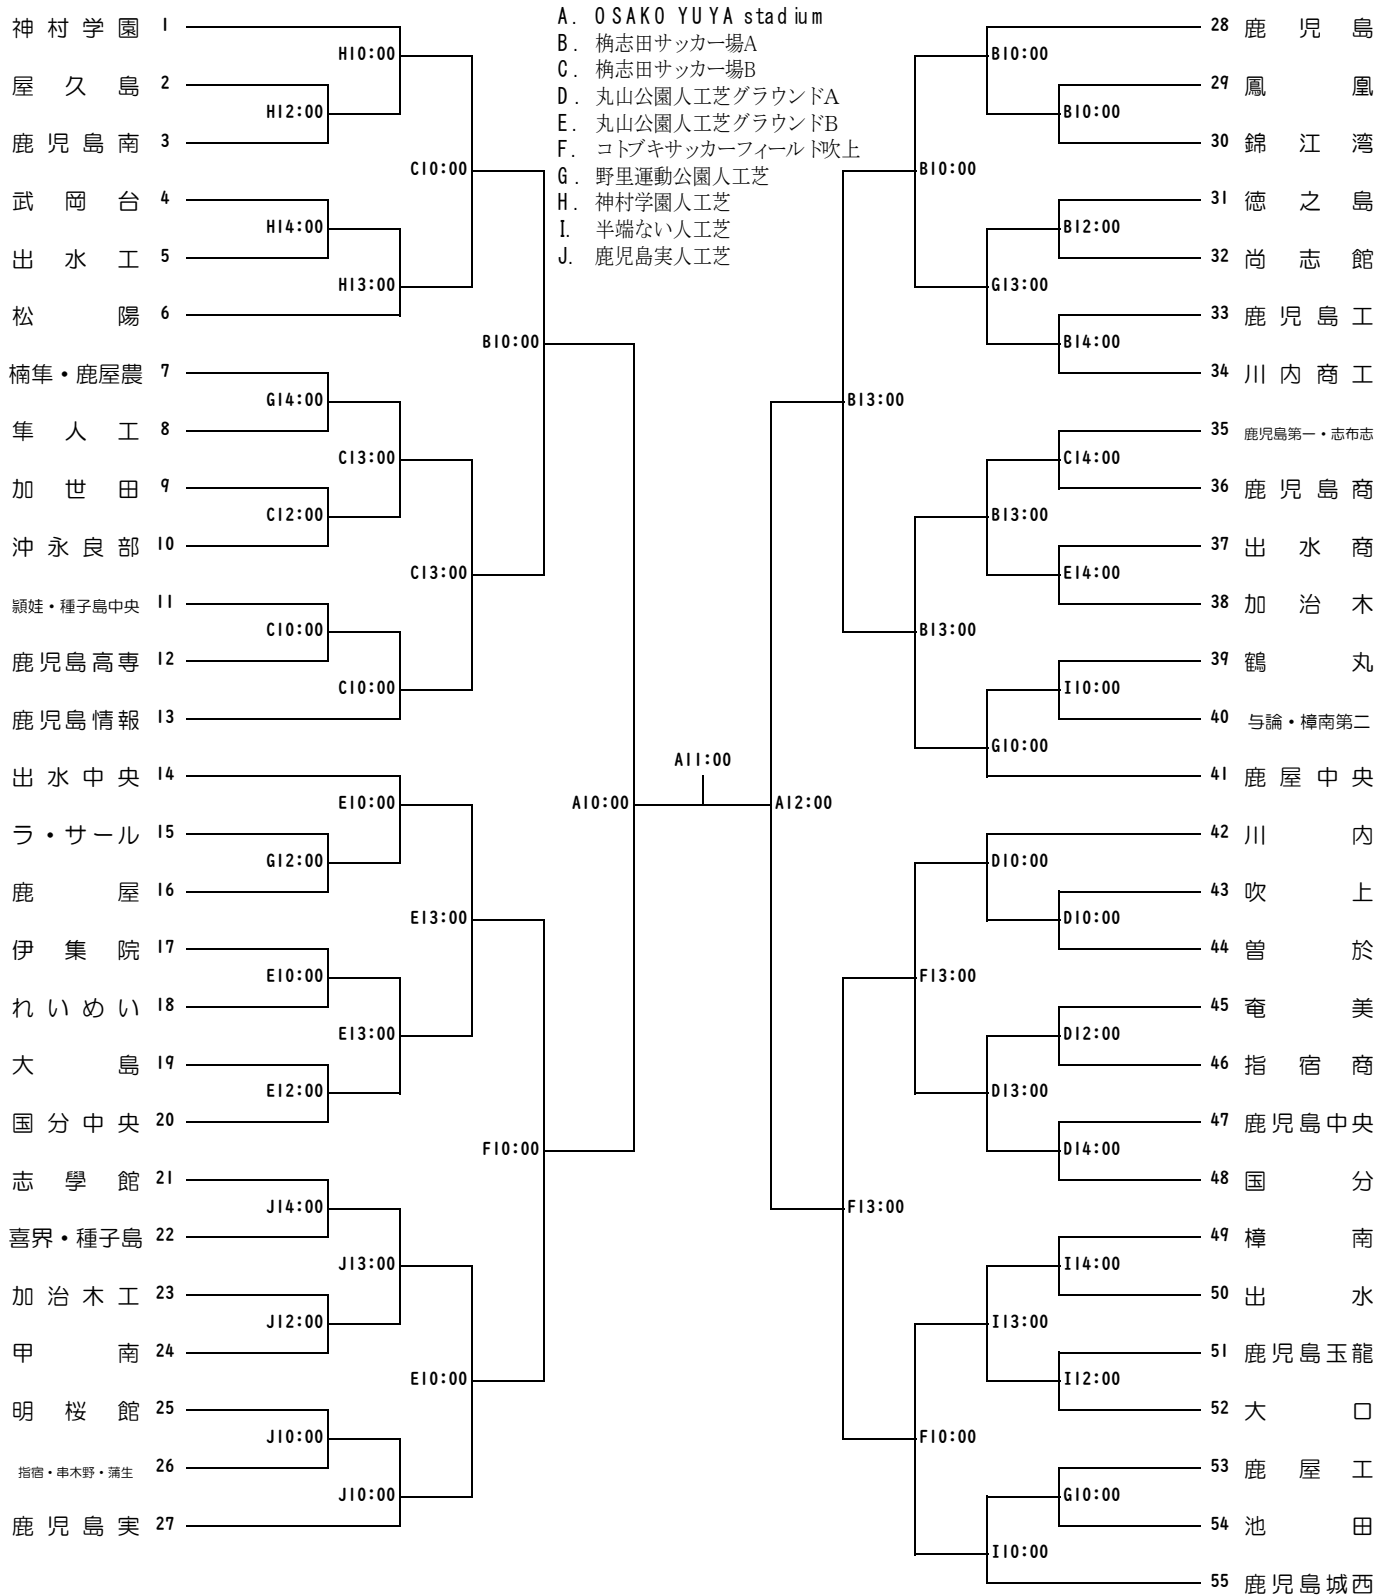 A. OSAKO YUYA stadium
B. 桷志田サッカー場A
C. 桷志田サッカー場B
D. 丸山公園人工芝グラウンドA
E. 丸山公園人工芝グラウンドB
F. コトブキサッカーフィールド吹上
G. 野里運動公園人工芝
H. 神村学園人工芝
I. 半端ない人工芝
J. 鹿児島実人工芝
神村学園 1
H10:00
屋久島 2
H12:00
鹿児島南 3
C10:00
武岡台 4
H14:00
出水工 5
H13:00
松陽 6
B10:00
楠隼・鹿屋農 7
G14:00
隼人工 8
C13:00
加世田 9
C12:00
沖永良部 10
C13:00
頴娃・種子島中央 11
C10:00
鹿児島高専 12
C10:00
鹿児島情報 13
出水中央 14
E10:00
A10:00
ラ・サール 15
G12:00
鹿屋 16
E13:00
伊集院 17
E10:00
れいめい 18
E13:00
大島 19
E12:00
国分中央 20
F10:00
志學館 21
J14:00
喜界・種子島 22
J13:00
加治木工 23
J12:00
甲南 24
E10:00
明桜館 25
J10:00
指宿・串木野・蒲生 26
J10:00
鹿児島実 27
A11:00
28 鹿児島
B10:00
29 鳳凰
B10:00
30 錦江湾
B10:00
31 徳之島
B12:00
32 尚志館
G13:00
33 鹿児島工
B14:00
34 川内商工
B13:00
35 鹿児島第一・志布志
C14:00
36 鹿児島商
B13:00
37 出水商
E14:00
38 加治木
B13:00
39 鶴丸
I10:00
40 与論・樟南第二
G10:00
41 鹿屋中央
A12:00
42 川内
D10:00
43 吹上
D10:00
44 曽於
F13:00
45 奄美
D12:00
46 指宿商
D13:00
47 鹿児島中央
D14:00
48 国分
F13:00
49 樟南
I14:00
50 出水
I13:00
51 鹿児島玉龍
I12:00
52 大口
F10:00
53 鹿屋工
G10:00
54 池田
I10:00
55 鹿児島城西